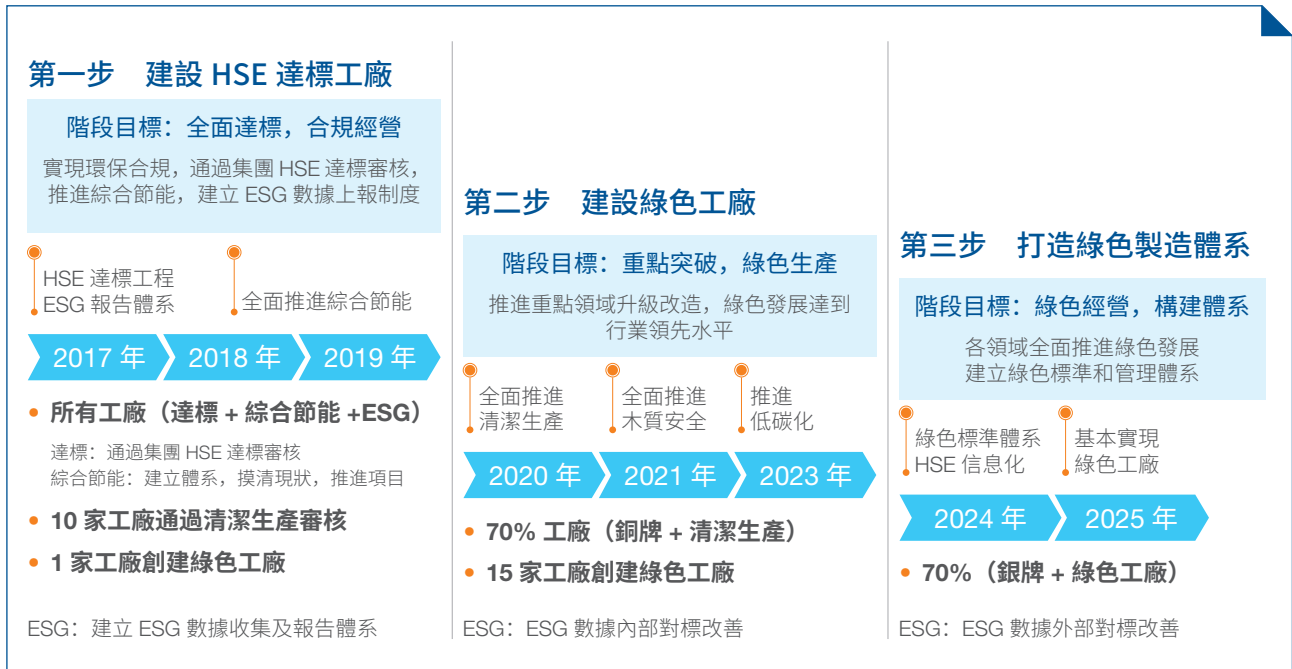 第一步 建設 HSE 達標工廠
階段目標：全面達標，合規經營
實現環保合規，通過集團 HSE 達標審核，
推進綜合節能，建立 ESG 數據上報制度
HSE 達標工程
ESG 報告體系
全面推進綜合節能
2017 年
2018 年
2019 年
• 所有工廠（達標 + 綜合節能 +ESG）
達標：通過集團 HSE 達標審核
綜合節能：建立體系，摸清現狀，推進項目
• 10 家工廠通過清潔生產審核
• 1 家工廠創建綠色工廠
ESG：建立 ESG 數據收集及報告體系
第二步 建設綠色工廠
階段目標：重點突破，綠色生產
推進重點領域升級改造，綠色發展達到
行業領先水平
全面推進
清潔生產
全面推進
木質安全
推進
低碳化
2020 年
2021 年
2023 年
• 70% 工廠（銅牌 + 清潔生產）
• 15 家工廠創建綠色工廠
ESG：ESG 數據內部對標改善
第三步 打造綠色製造體系
階段目標：綠色經營，構建體系
各領域全面推進綠色發展
建立綠色標準和管理體系
綠色標準體系
HSE 信息化
基本實現
綠色工廠
2024 年
2025 年
• 70%（銀牌 + 綠色工廠）
ESG：ESG 數據外部對標改善